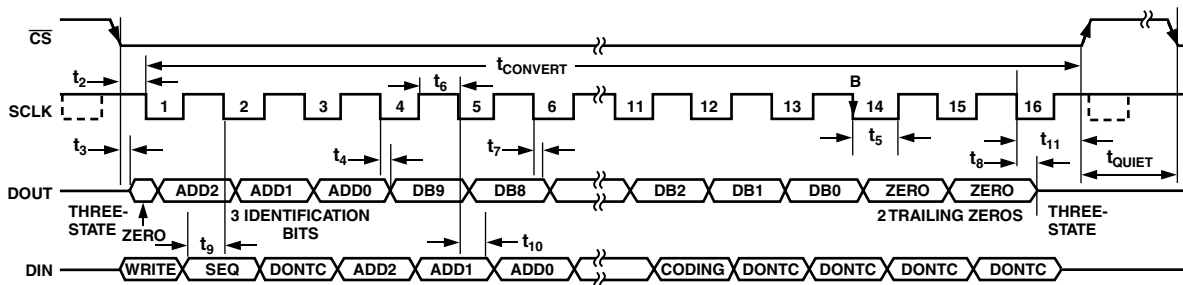 CS
t2
tCONVERT
t6
B
SCLK
1 2 3 4 5 6 11 12 13 14 15 16
t3
t4
t7
t5
t8
t11
tQUIET
DOUT
ADD2 ADD1 ADD0 DB9 DB8 DB2 DB1 DB0 ZERO ZERO
THREE-
STATE
ZERO
3 IDENTIFICATION
BITS
2 TRAILING ZEROS
THREE-
STATE
t9
t10
DIN
WRITE SEQ DONTC ADD2 ADD1 ADD0 CODING DONTC DONTC DONTC DONTC